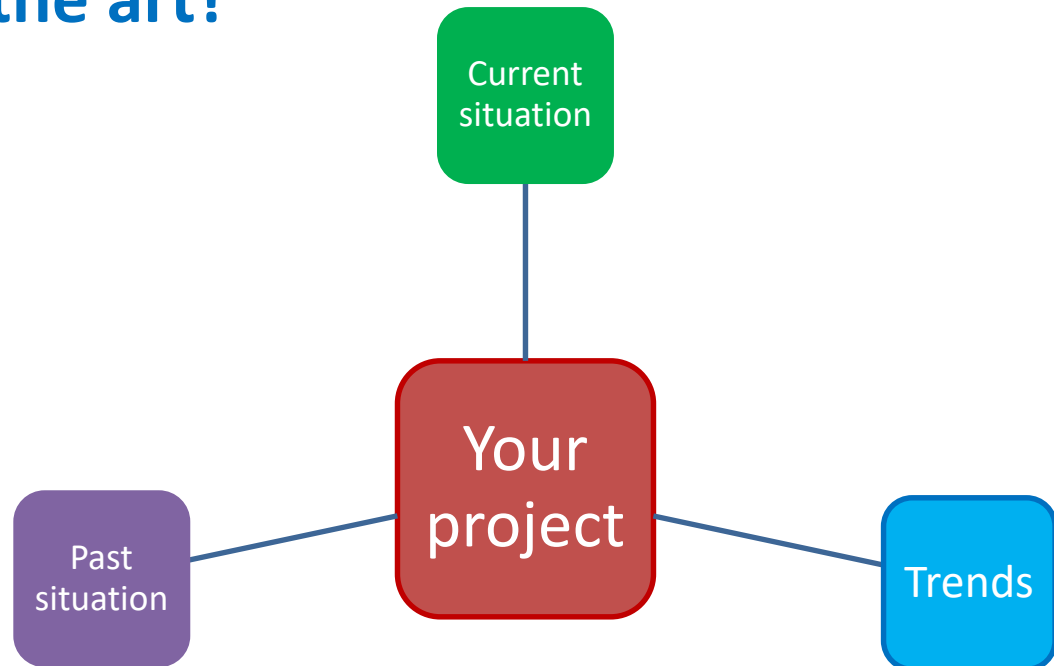 the art?
Current
situation
Your
project
Past
situation
Trends